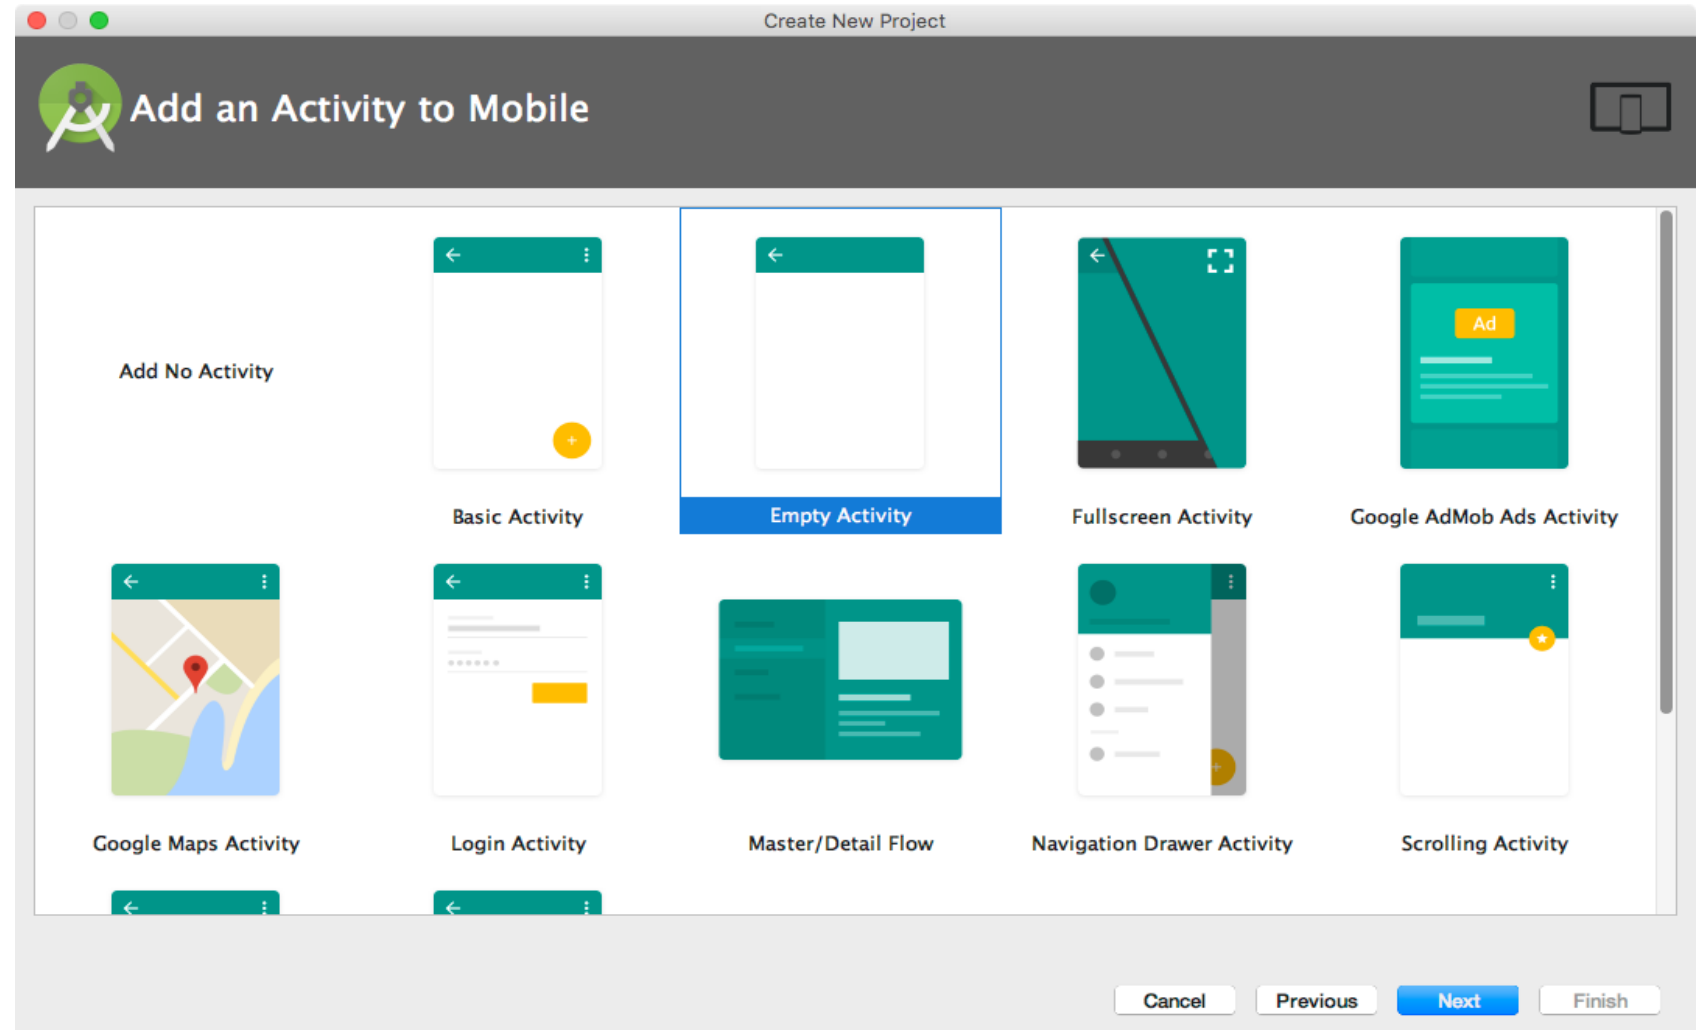 Create New Project
Add an Activity to Mobile
Add No Activity
Ad
Basic Activity
Empty Activity
Fullscreen Activity
Google AdMob Ads Activity
Google Maps Activity
Login Activity
Master/Detail Flow
Navigation Drawer Activity
Scrolling Activity
Cancel
Previous
Next
Finish